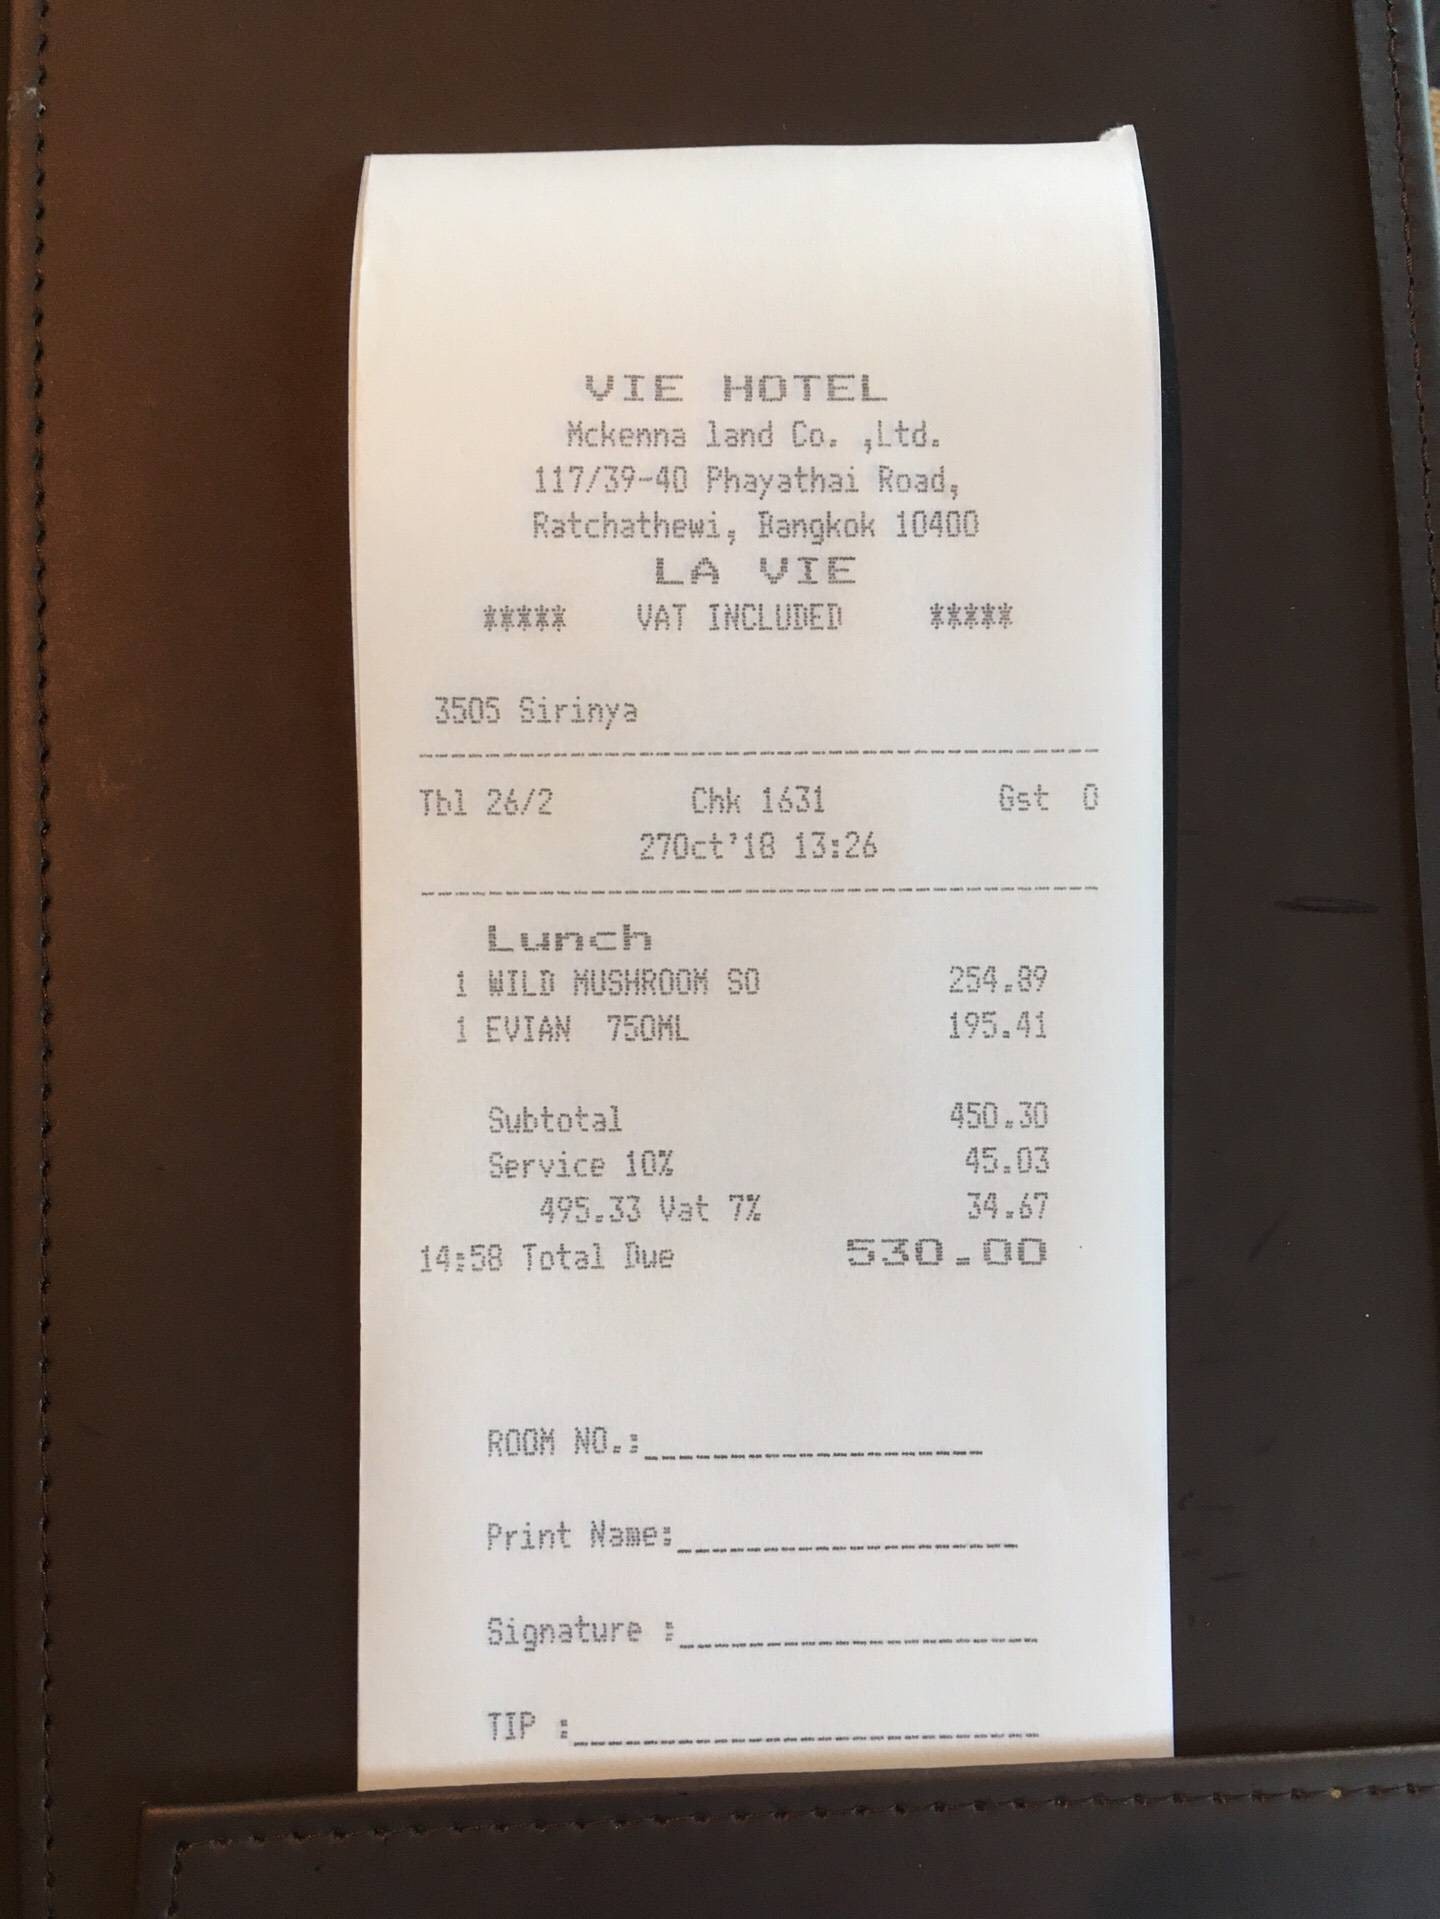 VIE HOTEL
Mckenna land Co. ,Ltd.
117/39-40 Phayathai Road,
Ratchathewi, Bangkok 10400
LA VIE
***** VAT INCLUDED *****
3505 Sirinya
Tbl 26/2 Chk 1631 Gst 0
27Oct'18 13:26
Lunch
1 WILD MUSHROOM SO 254.89
1 EVIAN 750ML 195.41
Subtotal 450.30
Service 10% 45.03
495.33 Vat 7% 34.67
14:58 Total Due 530.00
ROOM NO.:
Print Name:
Signature :
TIP :